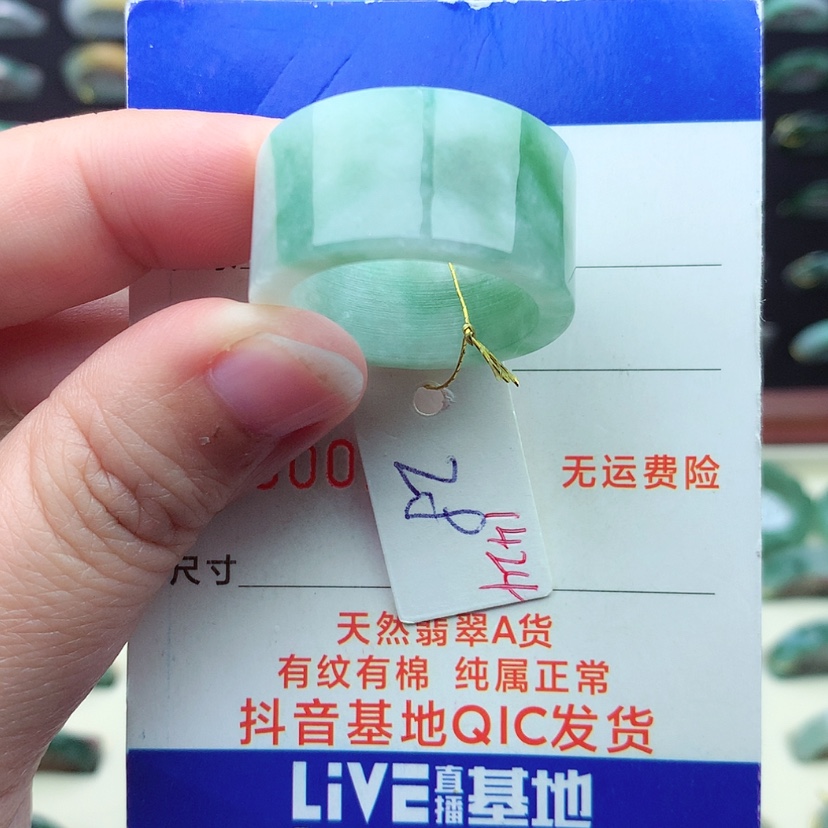 00 无运费险
1424
尺寸
天然翡翠A货
有纹有棉 纯属正常
抖音基地QIC发货
LiVE直播基地